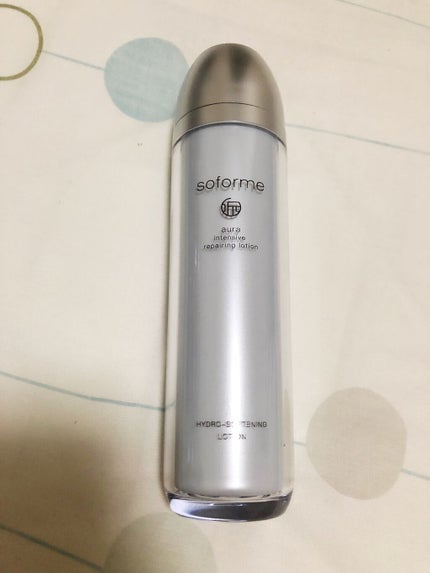 soforme
aura
intensive
repairing lotion
HYDRO-SOFTENING
LOTION